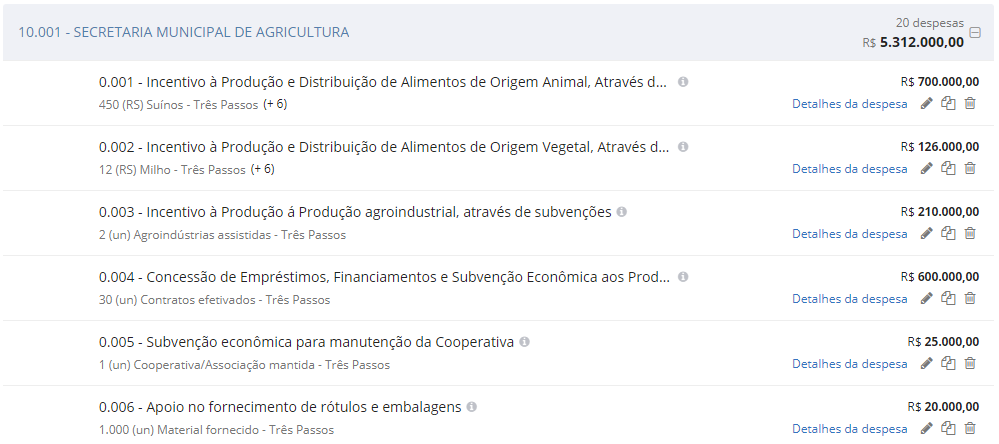 10.001 - SECRETARIA MUNICIPAL DE AGRICULTURA
20 despesas
R$ 5.312.000,00
0.001 - Incentivo à Produção e Distribuição de Alimentos de Origem Animal, Através d...
R$ 700.000,00
450 (RS) Suínos - Três Passos (+ 6)
Detalhes da despesa
0.002 - Incentivo à Produção e Distribuição de Alimentos de Origem Vegetal, Através d...
R$ 126.000,00
12 (RS) Milho - Três Passos (+ 6)
Detalhes da despesa
0.003 - Incentivo à Produção á Produção agroindustrial, através de subvenções
R$ 210.000,00
2 (un) Agroindústrias assistidas - Três Passos
Detalhes da despesa
0.004 - Concessão de Empréstimos, Financiamentos e Subvenção Econômica aos Prod...
R$ 600.000,00
30 (un) Contratos efetivados - Três Passos
Detalhes da despesa
0.005 - Subvenção econômica para manutenção da Cooperativa
R$ 25.000,00
1 (un) Cooperativa/Associação mantida - Três Passos
Detalhes da despesa
0.006 - Apoio no fornecimento de rótulos e embalagens
R$ 20.000,00
1.000 (un) Material fornecido - Três Passos
Detalhes da despesa